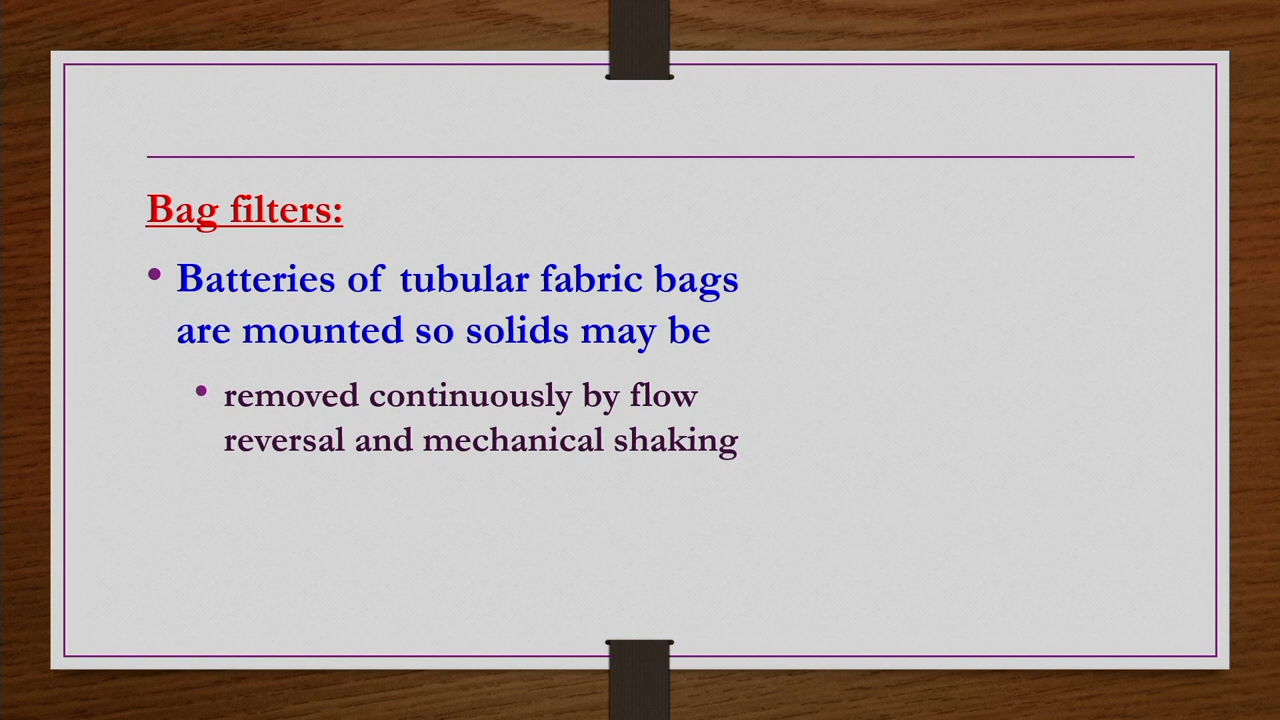 Bag filters:
• Batteries of tubular fabric bags
are mounted so solids may be
• removed continuously by flow
reversal and mechanical shaking